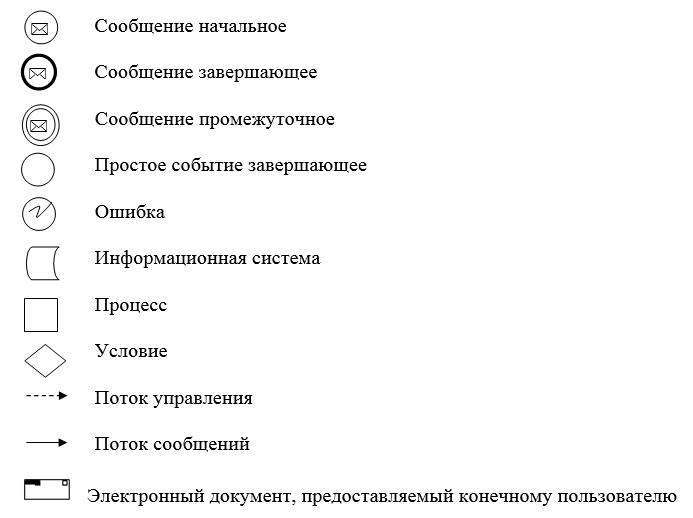 Сообщение начальное
Сообщение завершающее
Сообщение промежуточное
Простое событие завершающее
Ошибка
Информационная система
Процесс
Условие
Поток управления
Поток сообщений
Электронный документ, предоставляемый конечному пользователю